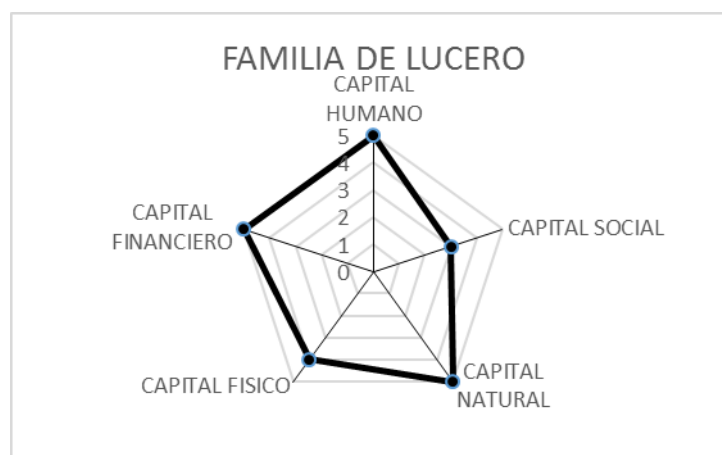 FAMILIA DE LUCERO
CAPITAL
HUMANO
5
4
3
2
1
0
CAPITAL SOCIAL
CAPITAL
NATURAL
CAPITAL FISICO
CAPITAL
FINANCIERO